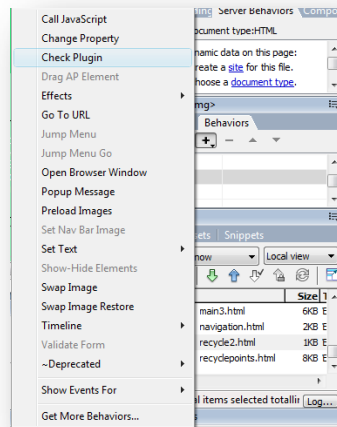 Call JavaScript
Change Property
Check Plugin
Drag AP Element
Effects
Go To URL
Jump Menu
Jump Menu Go
Open Browser Window
Popup Message
Preload Images
Set Nav Bar Image
Set Text
Show-Hide Elements
Swap Image
Swap Image Restore
Timeline
Validate Form
~Deprecated
Show Events For
Get More Behaviors...
Server Behaviors
ocument type:HTML
namic data on this page:
reate a site for this file.
hoose a document type.
mg>
Behaviors
ets Snippets
now Local view
Size
main3.html 6KB
navigation.html 2KB
recycle2.html 1KB
recyclepoints.html 8KB
items selected totallir Log...